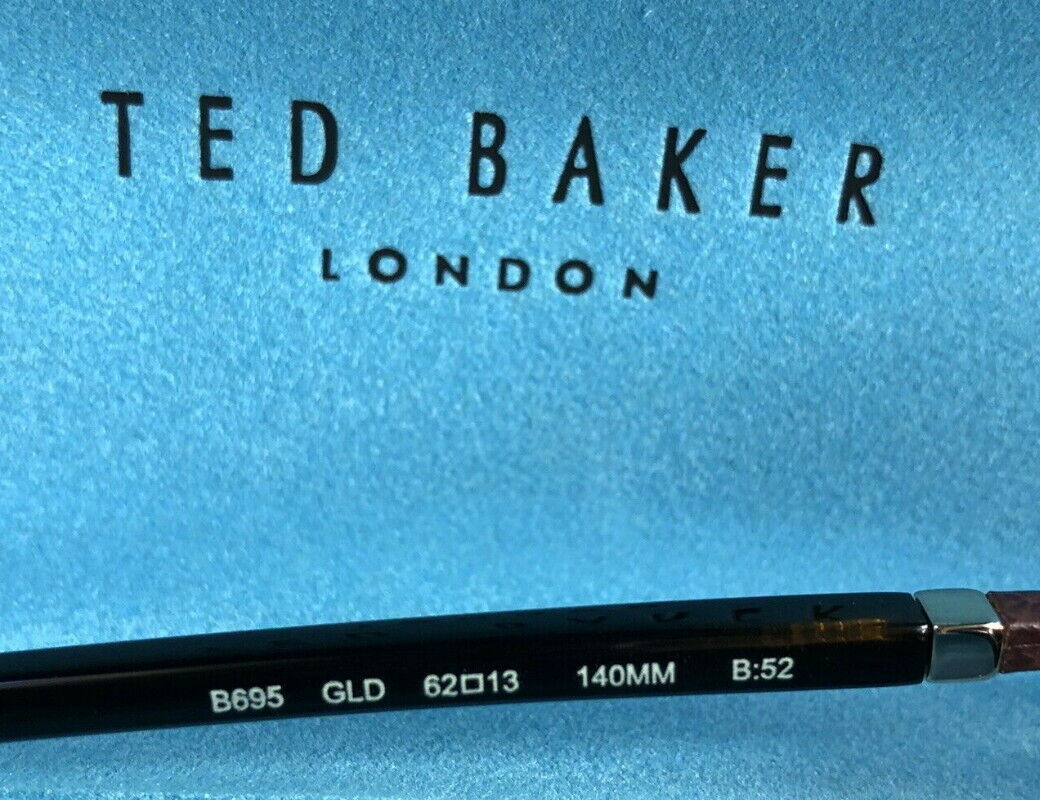 TED BAKER
LONDON
B695 GLD 62□13 140MM B:52